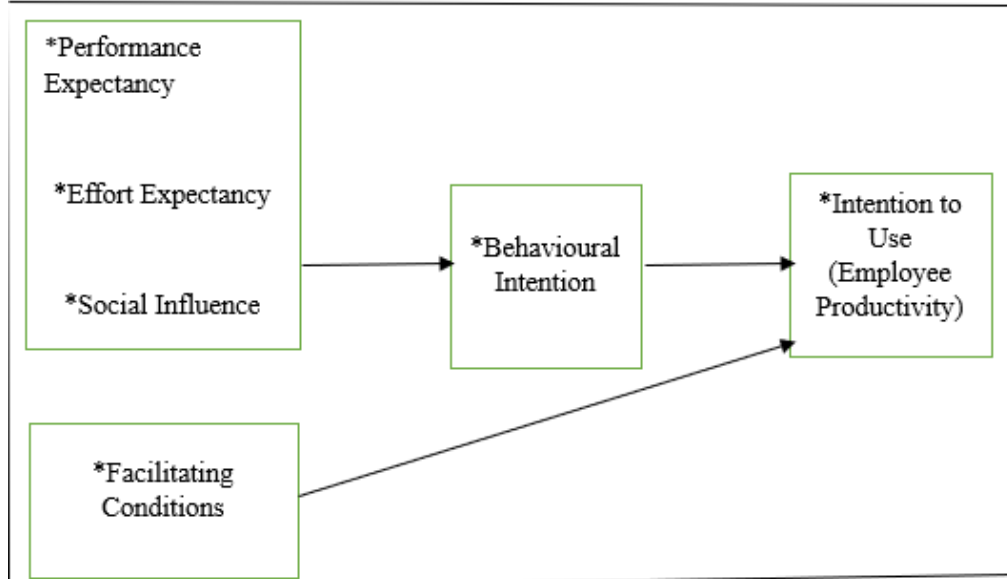 *Performance
Expectancy
*Effort Expectancy
*Social Influence
*Behavioural
Intention
*Intention to
Use
(Employee
Productivity)
*Facilitating
Conditions